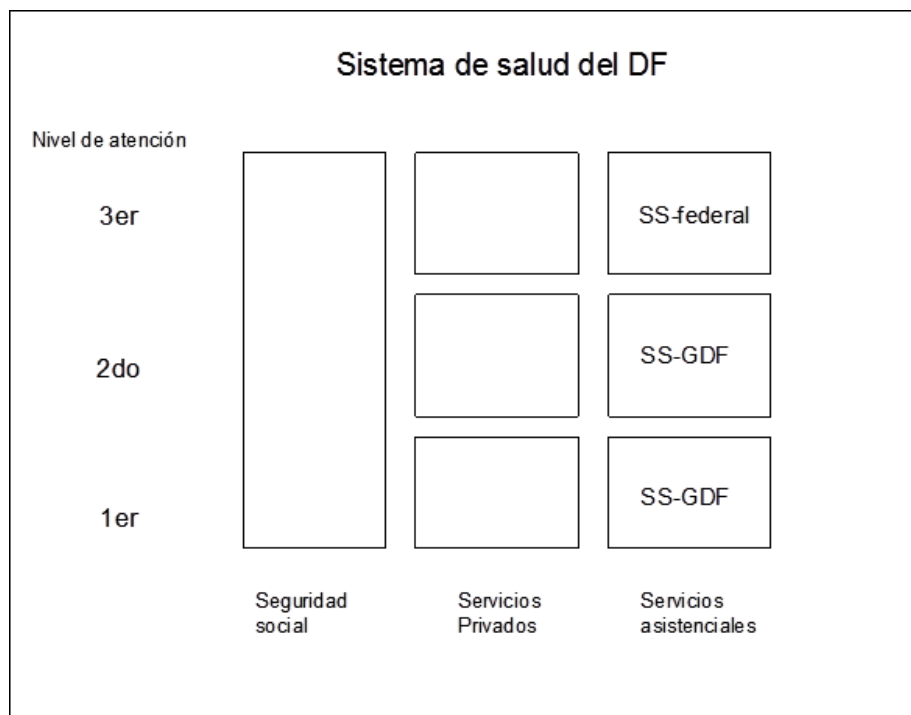 Sistema de salud del DF
Nivel de atención
3er
SS-federal
2do
SS-GDF
1er
SS-GDF
Seguridad
social
Servicios
Privados
Servicios
asistenciales